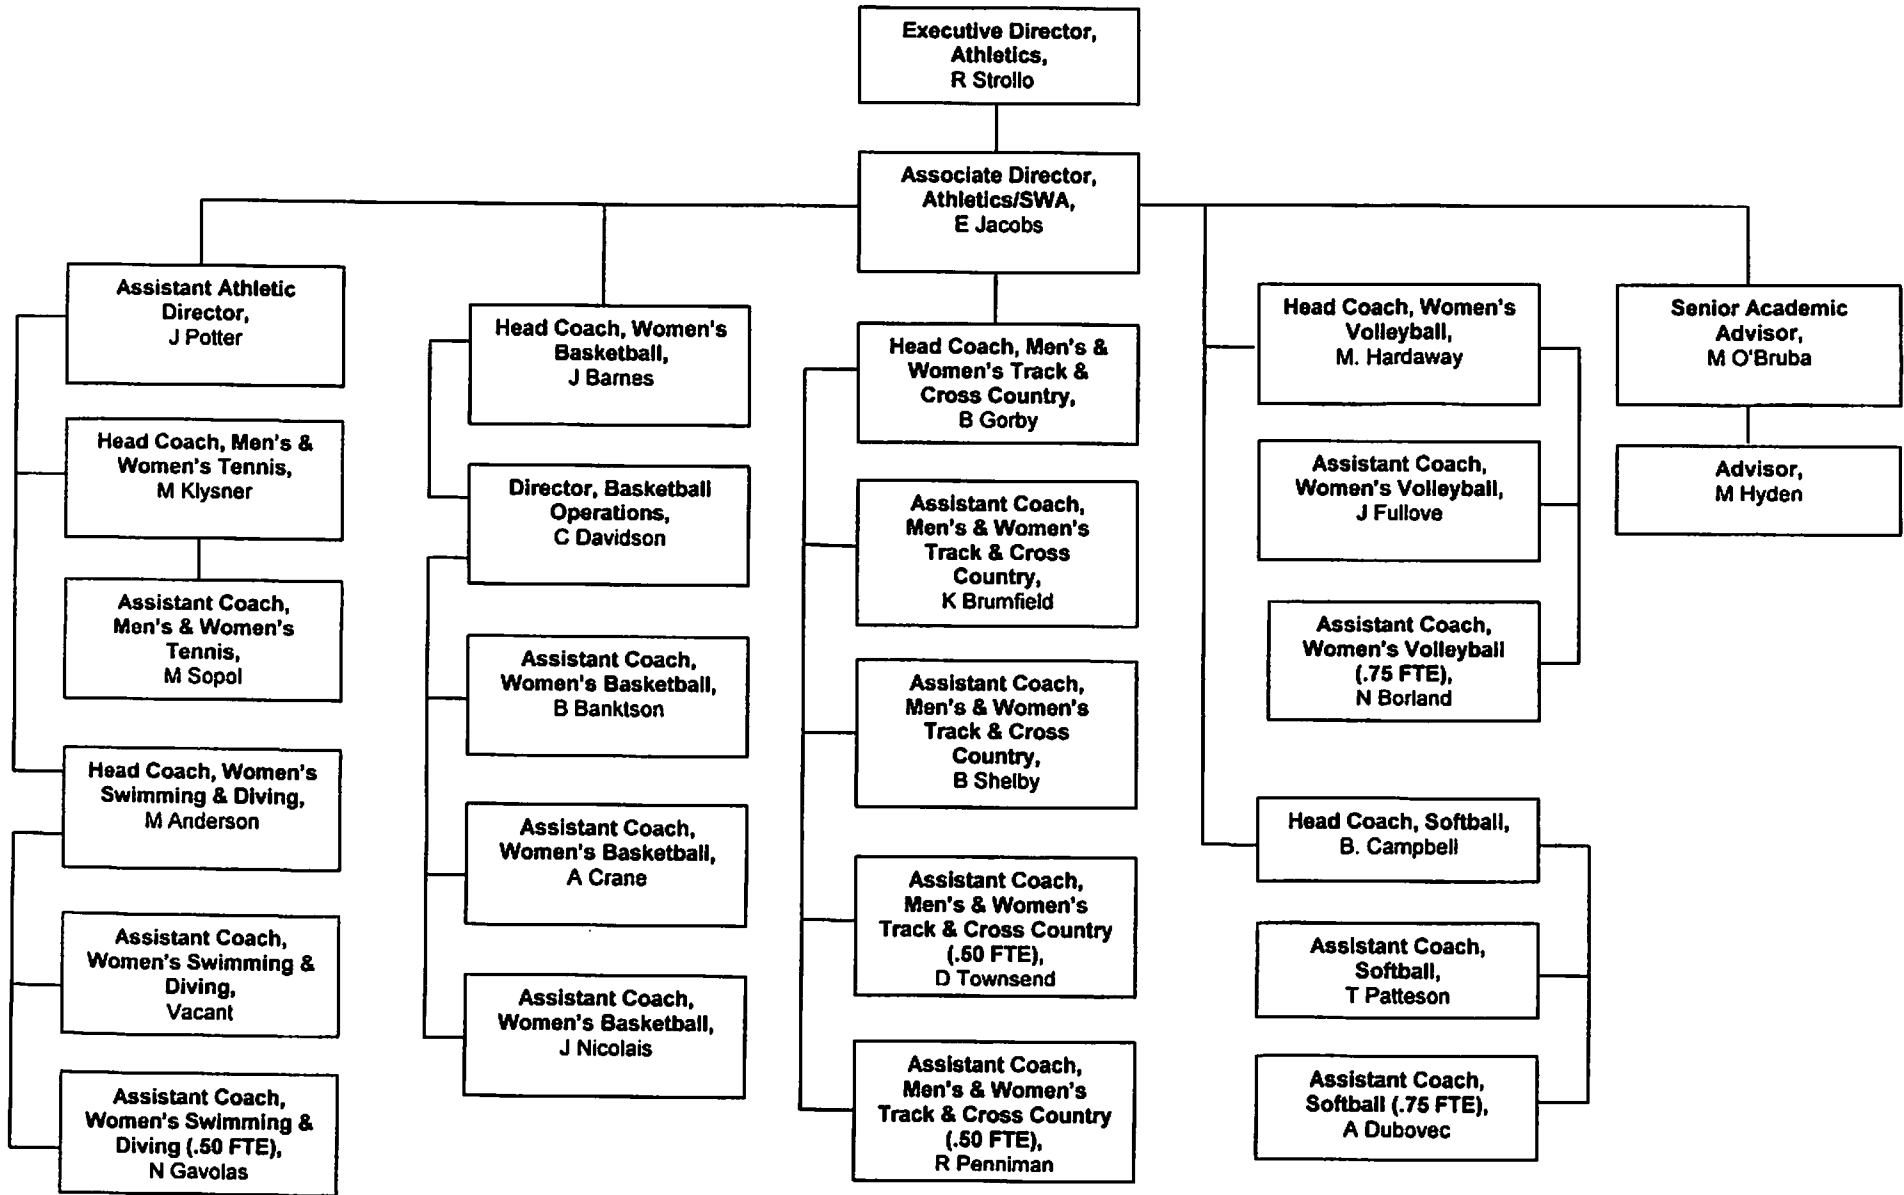 Executive Director,
Athletics,
R Strollo
Associate Director,
Athletics/SWA,
E Jacobs
Assistant Athletic
Director,
J Potter
Head Coach, Men's &
Women's Tennis,
M Klysner
Assistant Coach,
Men's & Women's
Tennis,
M Sopol
Head Coach, Women's
Swimming & Diving,
M Anderson
Assistant Coach,
Women's Swimming &
Diving,
Vacant
Assistant Coach,
Women's Swimming &
Diving (.50 FTE),
N Gavolas
Head Coach, Women's
Basketball,
J Barnes
Director, Basketball
Operations,
C Davidson
Assistant Coach,
Women's Basketball,
B Banktson
Assistant Coach,
Women's Basketball,
A Crane
Assistant Coach,
Women's Basketball,
J Nicolais
Head Coach, Men's &
Women's Track &
Cross Country,
B Gorby
Assistant Coach,
Men's & Women's
Track & Cross
Country,
K Brumfield
Assistant Coach,
Men's & Women's
Track & Cross
Country,
B Shelby
Assistant Coach,
Men's & Women's
Track & Cross Country
(.50 FTE),
D Townsend
Assistant Coach,
Men's & Women's
Track & Cross Country
(.50 FTE),
R Penniman
Head Coach, Women's
Volleyball,
M. Hardaway
Assistant Coach,
Women's Volleyball,
J Fullove
Assistant Coach,
Women's Volleyball
(.75 FTE),
N Borland
Head Coach, Softball,
B. Campbell
Assistant Coach,
Softball,
T Patteson
Assistant Coach,
Softball (.75 FTE),
A Dubovec
Senior Academic
Advisor,
M O'Bruba
Advisor,
M Hyden